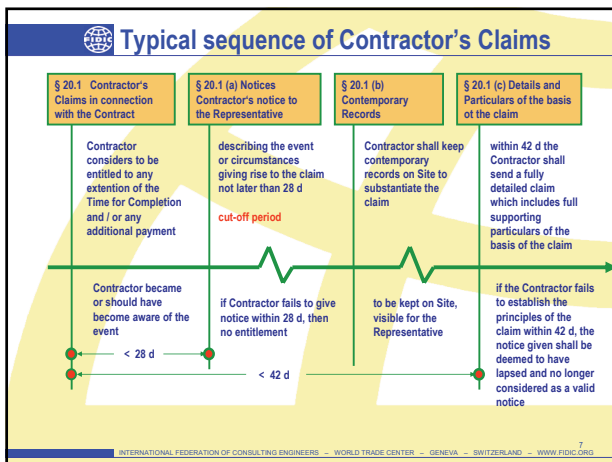 FIDIC
Typical sequence of Contractor's Claims
§ 20.1 Contractor's
Claims in connection
with the Contract
§ 20.1 (a) Notices
Contractor's notice to
the Representative
§ 20.1 (b)
Contemporary
Records
§ 20.1 (c) Details and
Particulars of the basis
ot the claim
Contractor
considers to be
entitled to any
extention of the
Time for Completion
and / or any
additional payment
describing the event
or circumstances
giving rise to the claim
not later than 28 d
cut-off period
Contractor shall keep
contemporary
records on Site to
substantiate the
claim
within 42 d the
Contractor shall
send a fully
detailed claim
which includes full
supporting
particulars of the
basis of the claim
Contractor became
or should have
become aware of the
event
if Contractor fails to give
notice within 28 d, then
no entitlement
to be kept on Site,
visible for the
Representative
if the Contractor fails
to establish the
principles of the
claim within 42 d, the
notice given shall be
deemed to have
lapsed and no longer
considered as a valid
notice
< 28 d
< 42 d
7
INTERNATIONAL FEDERATION OF CONSULTING ENGINEERS – WORLD TRADE CENTER – GENEVA – SWITZERLAND – WWW.FIDIC.ORG